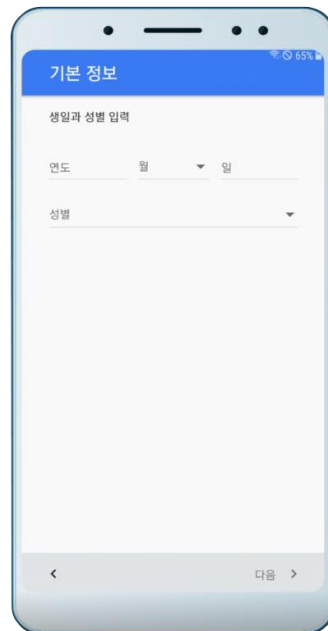 65%
기본 정보
생일과 성별 입력
연도 월 일
성별
다음